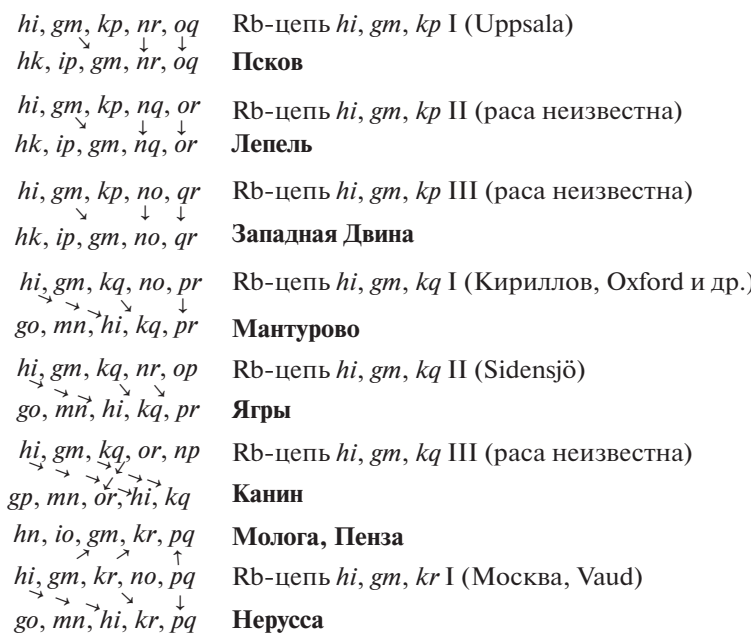 hi, gm, kp, nr, oq Rb-цепь hi, gm, kp I (Uppsala)
hk, ip, gm, nr, oq Псков
hi, gm, kp, nq, or Rb-цепь hi, gm, kp II (раса неизвестна)
hk, ip, gm, nq, or Лепель
hi, gm, kp, no, qr Rb-цепь hi, gm, kp III (раса неизвестна)
hk, ip, gm, no, qr Западная Двина
hi, gm, kq, no, pr Rb-цепь hi, gm, kq I (Кириллов, Oxford и др.)
go, mn, hi, kq, pr Мантурово
hi, gm, kq, nr, op Rb-цепь hi, gm, kq II (Sidensjö)
go, mn, hi, kq, pr Ягры
hi, gm, kq, or, np Rb-цепь hi, gm, kq III (раса неизвестна)
gp, mn, or, hi, kq Канин
hn, io, gm, kr, pq Молога, Пенза
hi, gm, kr, no, pq Rb-цепь hi, gm, kr I (Москва, Vaud)
go, mn, hi, kr, pq Нерусса